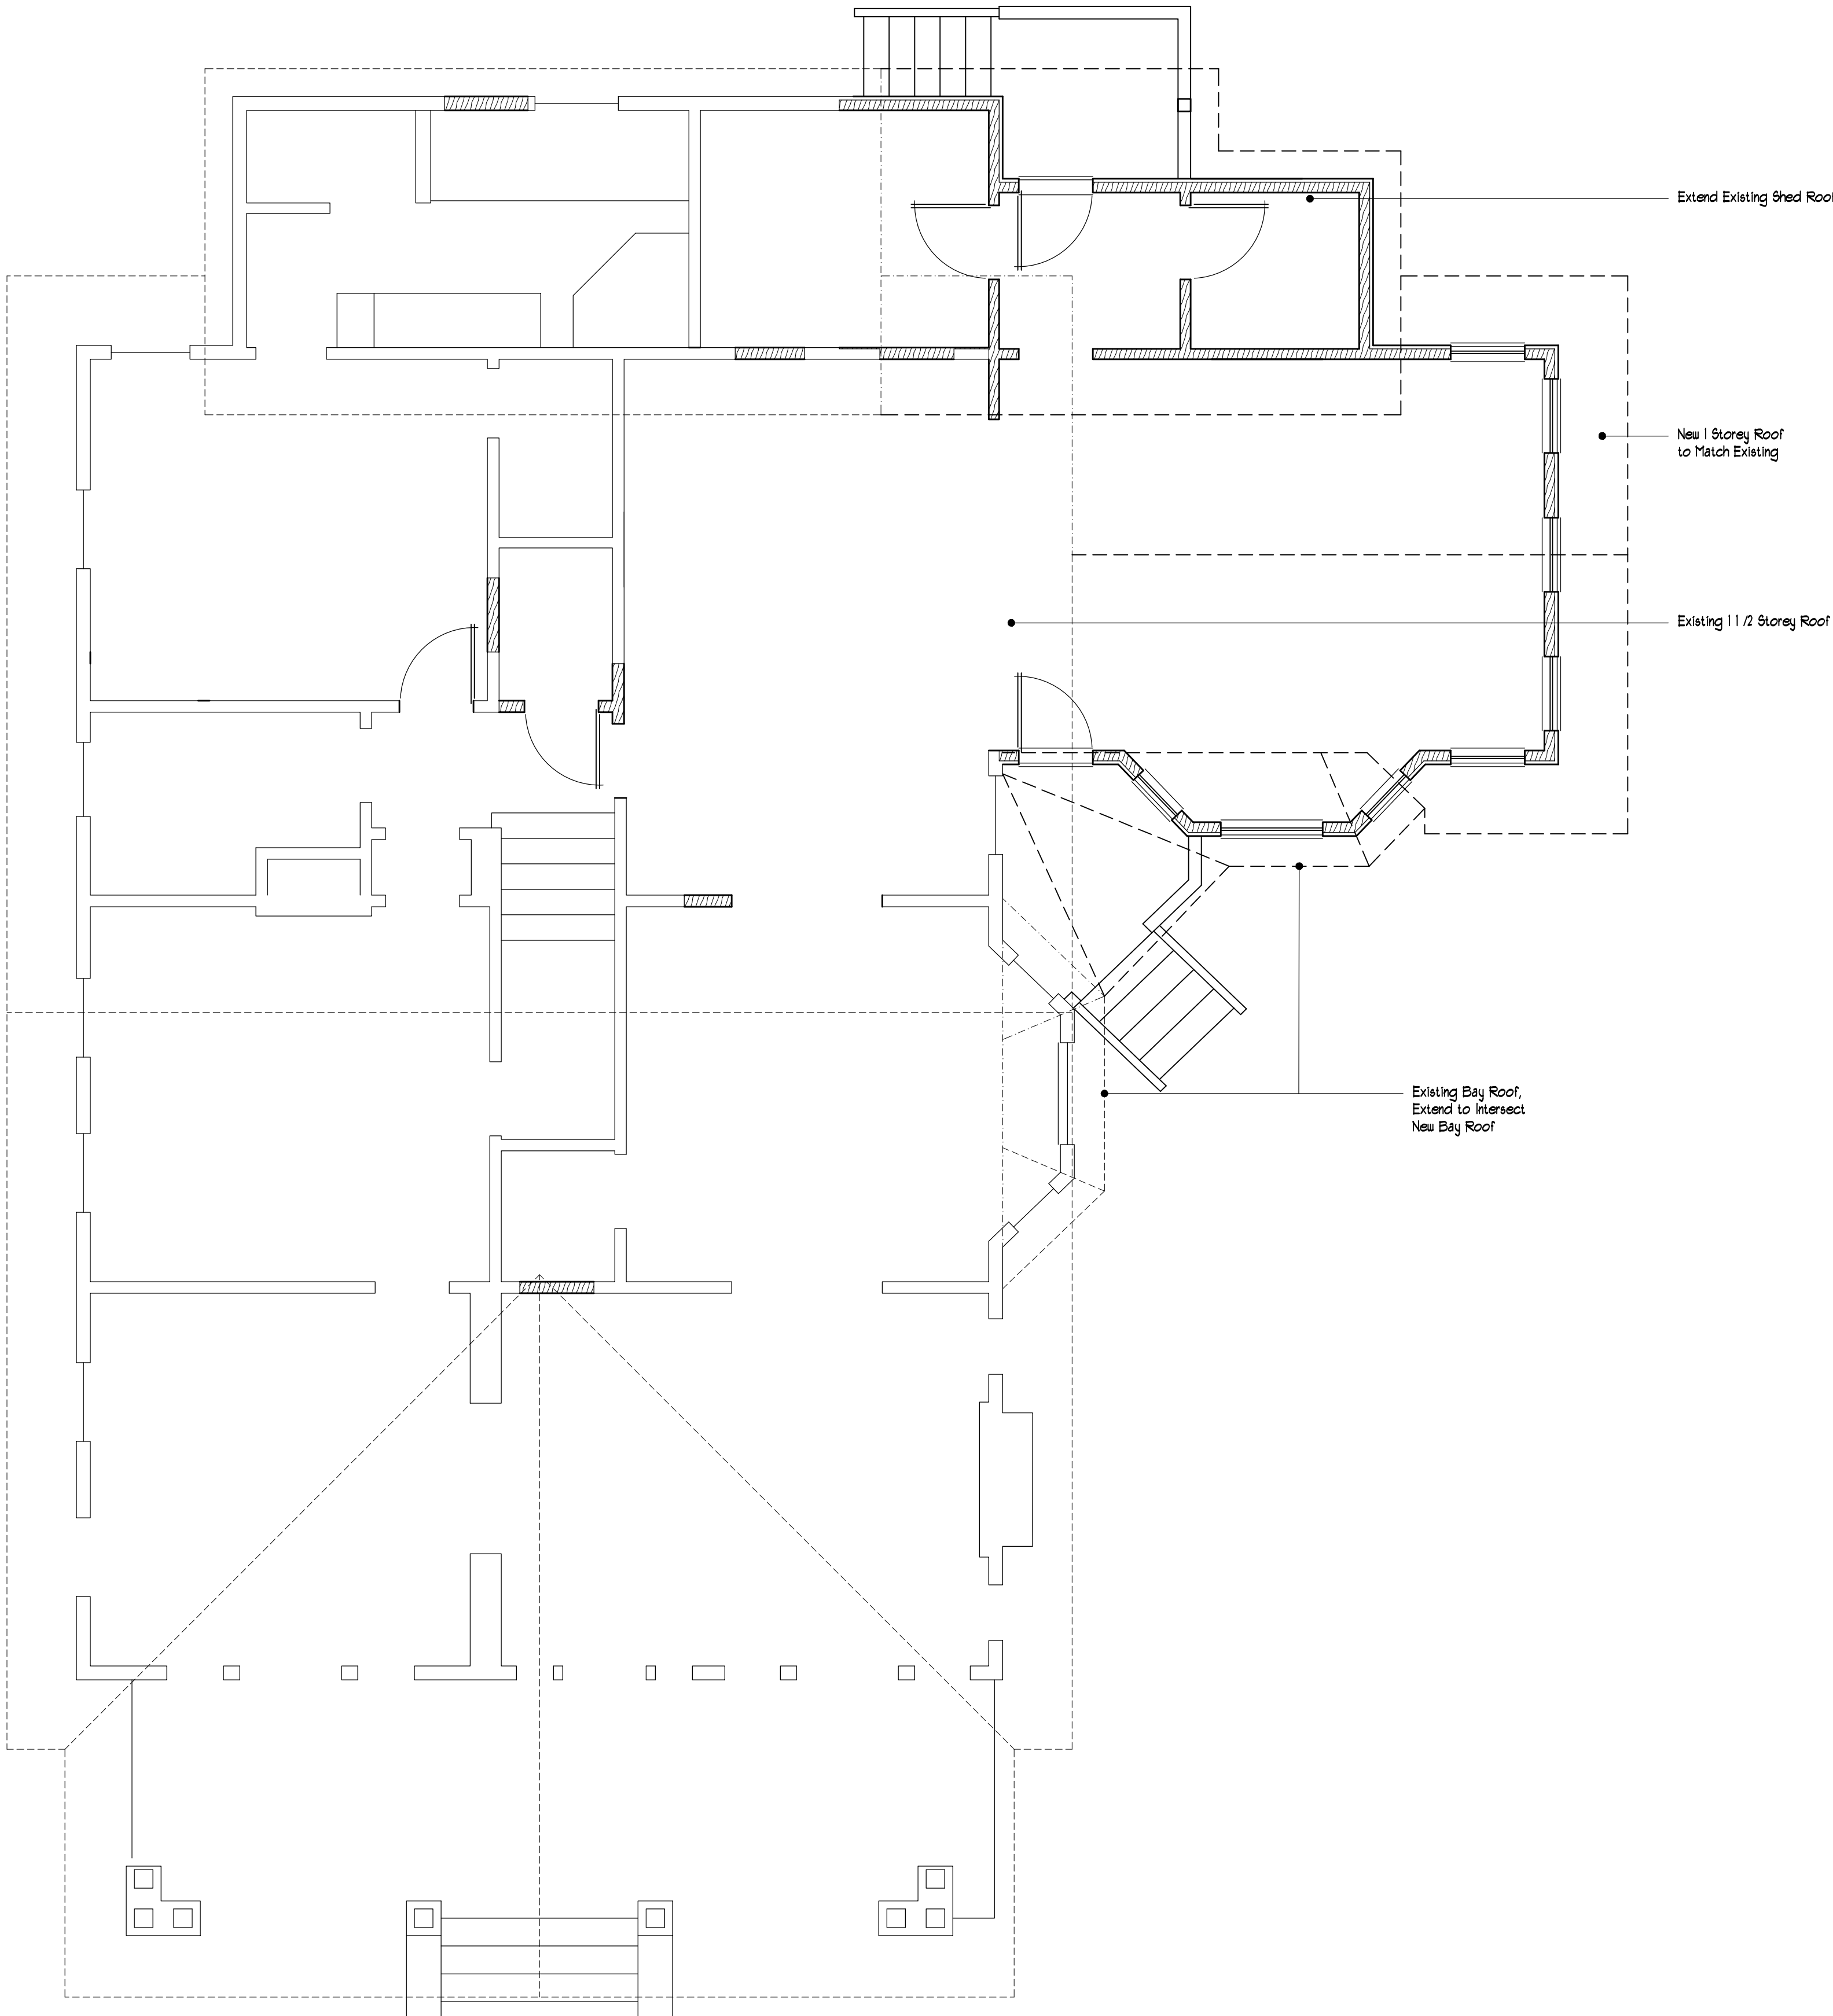 Extend Existing Shed Roof
New 1 Storey Roof
to Match Existing
Existing 1 1/2 Storey Roof
Existing Bay Roof,
Extend to Intersect
New Bay Roof